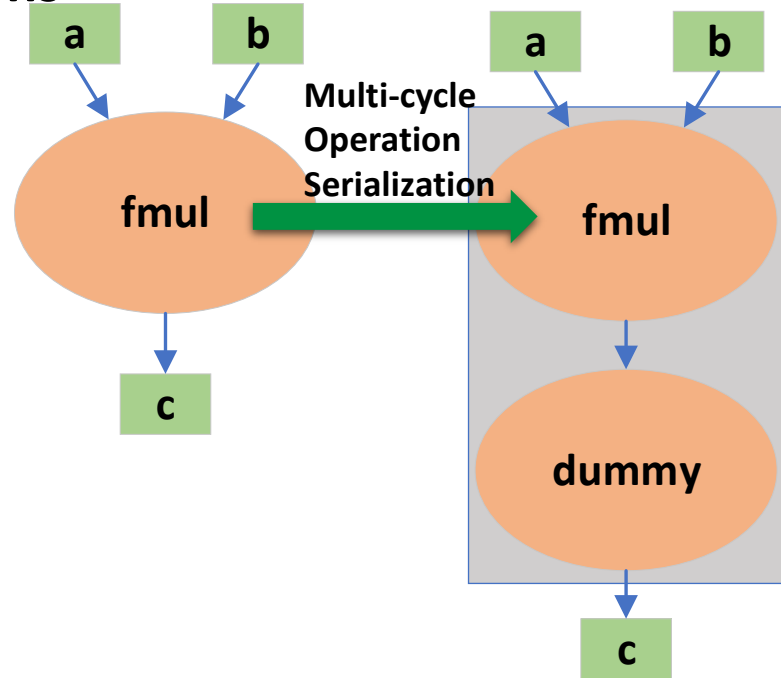 a
b
a
b
Multi-cycle
Operation
Serialization
fmul
fmul
c
dummy
c